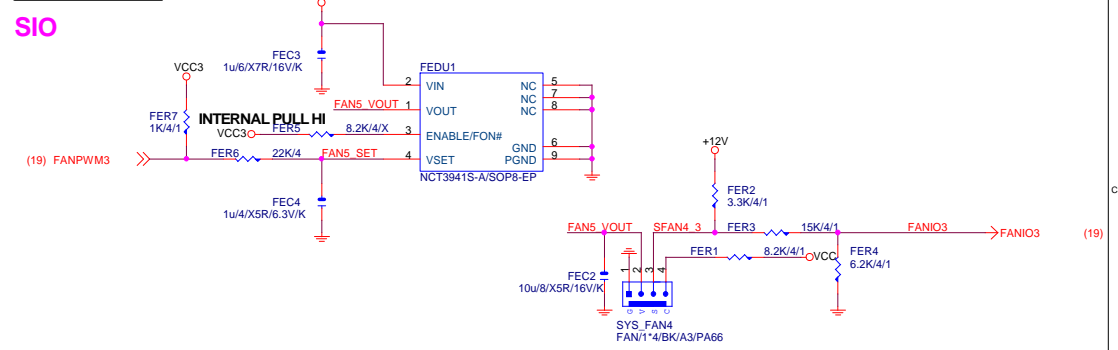 SIO
FEC3
1u/6/X7R/16V/K
VCC3
FER7
1K/4/1
INTERNAL PULL HI
VCC3
FER5
8.2K/4/X
(19) FANPWM3
FER6
22K/4
FAN5_SET
FAN5_VOUT
FEC4
1u/4/X5R/6.3V/K
FEDU1
2 VIN
1 VOUT
3 ENABLE/FON#
4 VSET
NC 5
NC 7
NC 8
GND 6
PGND 9
NCT3941S-A/SOP8-EP
+12V
FER2
3.3K/4/1
FAN5_VOUT
SFAN4_3
FER3
15K/4/1
FANIO3
FANIO3
(19)
FER1
8.2K/4/1
VCC
FER4
6.2K/4/1
FEC2
10u/8/X5R/16V/K
1 2 3 4
G V S C
SYS_FAN4
FAN/1*4/BK/A3/PA66
C